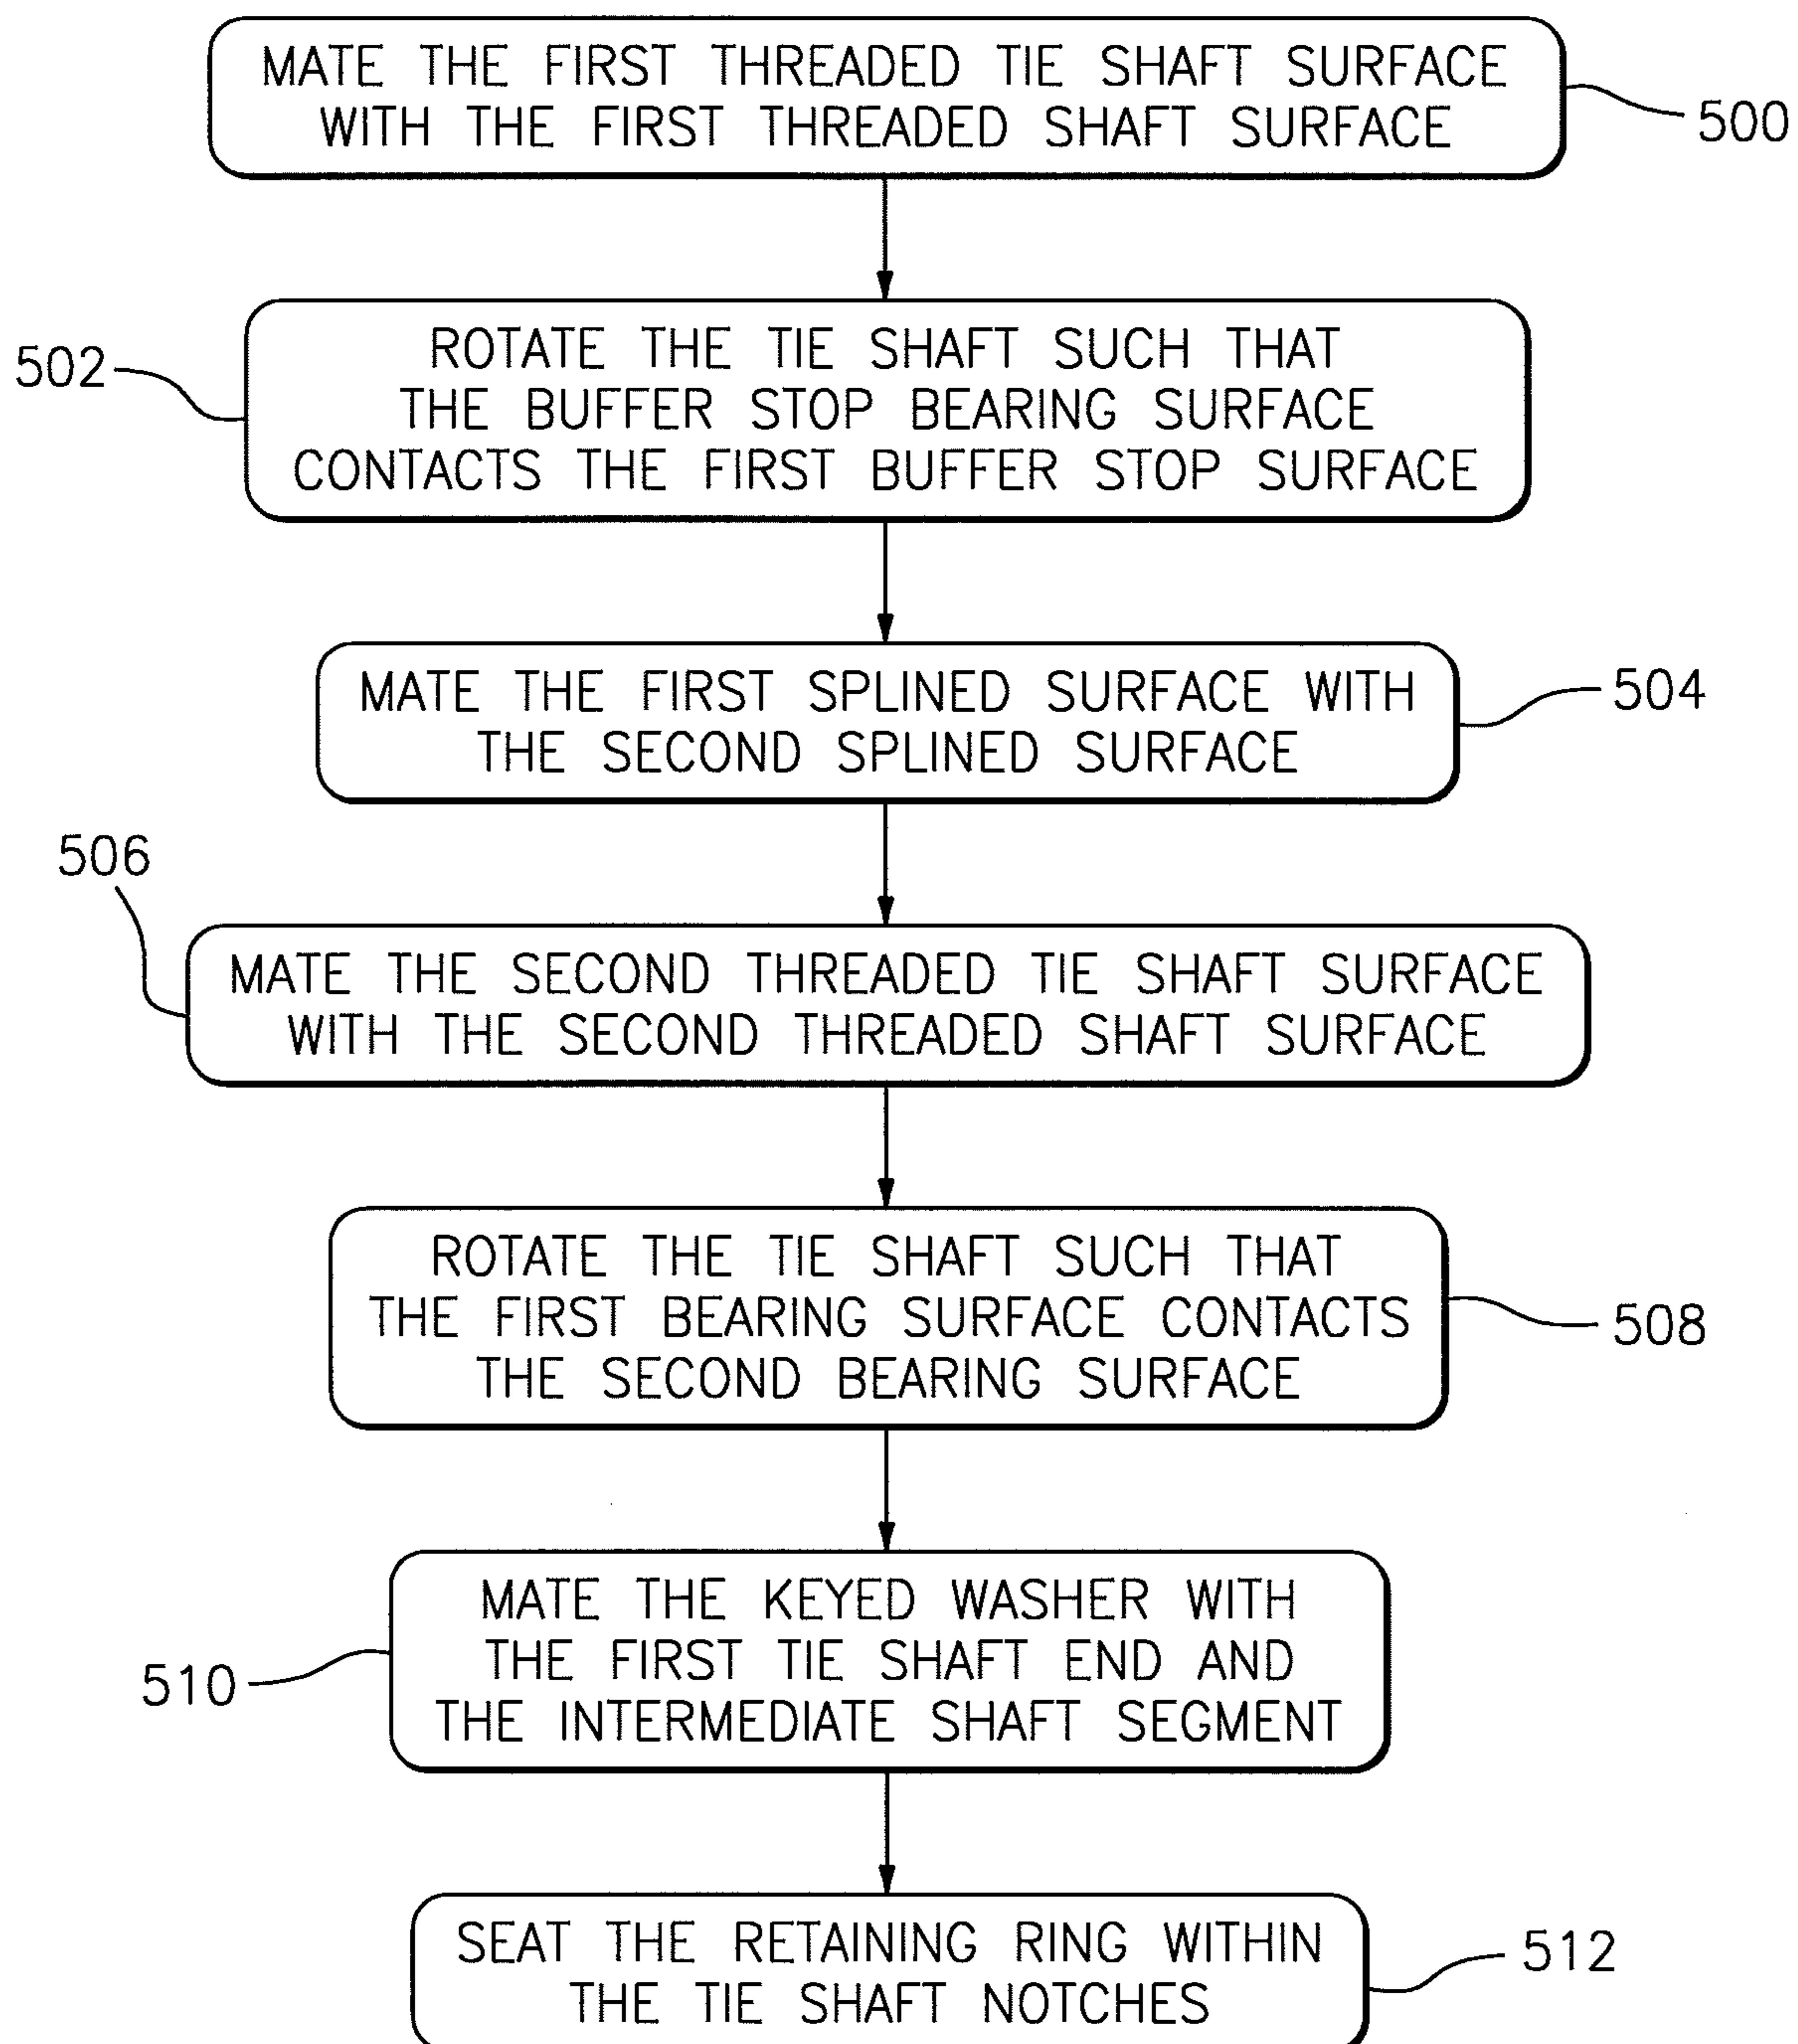 MATE THE FIRST THREADED TIE SHAFT SURFACE
WITH THE FIRST THREADED SHAFT SURFACE
500
ROTATE THE TIE SHAFT SUCH THAT
THE BUFFER STOP BEARING SURFACE
CONTACTS THE FIRST BUFFER STOP SURFACE
502
MATE THE FIRST SPLINED SURFACE WITH
THE SECOND SPLINED SURFACE
504
506
MATE THE SECOND THREADED TIE SHAFT SURFACE
WITH THE SECOND THREADED SHAFT SURFACE
ROTATE THE TIE SHAFT SUCH THAT
THE FIRST BEARING SURFACE CONTACTS
THE SECOND BEARING SURFACE
508
MATE THE KEYED WASHER WITH
THE FIRST TIE SHAFT END AND
THE INTERMEDIATE SHAFT SEGMENT
510
SEAT THE RETAINING RING WITHIN
THE TIE SHAFT NOTCHES
512